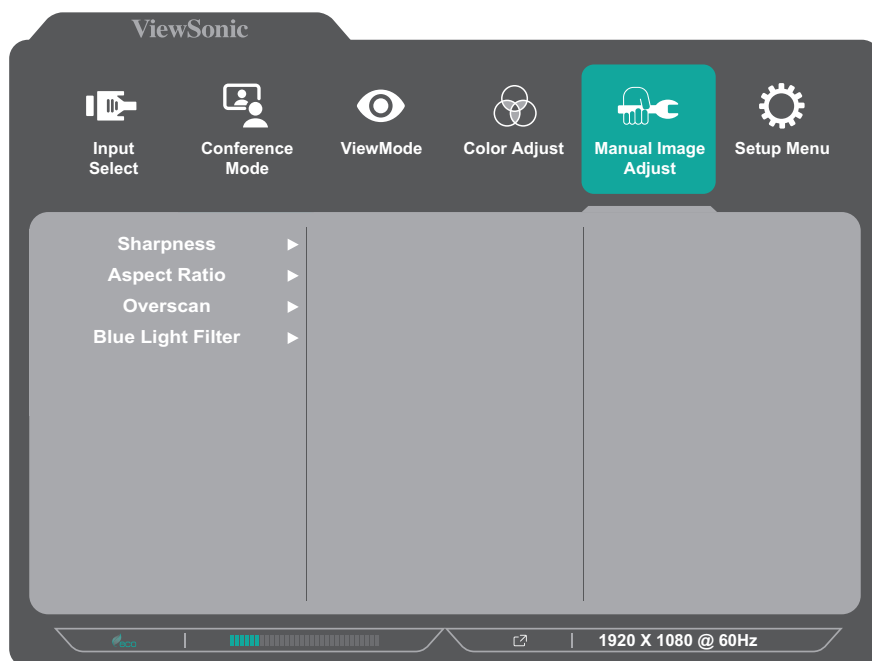 ViewSonic
Input
Select
Conference
Mode
ViewMode
Color Adjust
Manual Image
Adjust
Setup Menu
Sharpness
Aspect Ratio
Overscan
Blue Light Filter
eco
1920 X 1080 @ 60Hz